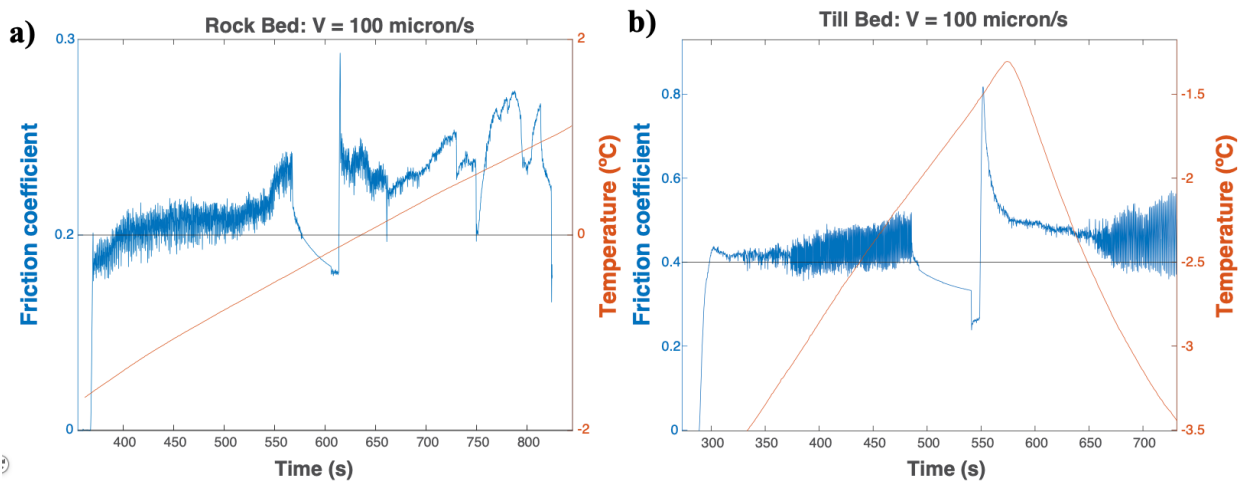 a)
Rock Bed: V = 100 micron/s
Friction coefficient
0.3
0.2
0
2
0
-2
Temperature (ºC)
400 450 500 550 600 650 700 750 800
Time (s)
b)
Till Bed: V = 100 micron/s
Friction coefficient
0.8
0.6
0.4
0.2
0
-1.5
-2
-2.5
-3
-3.5
Temperature (ºC)
300 350 400 450 500 550 600 650 700
Time (s)